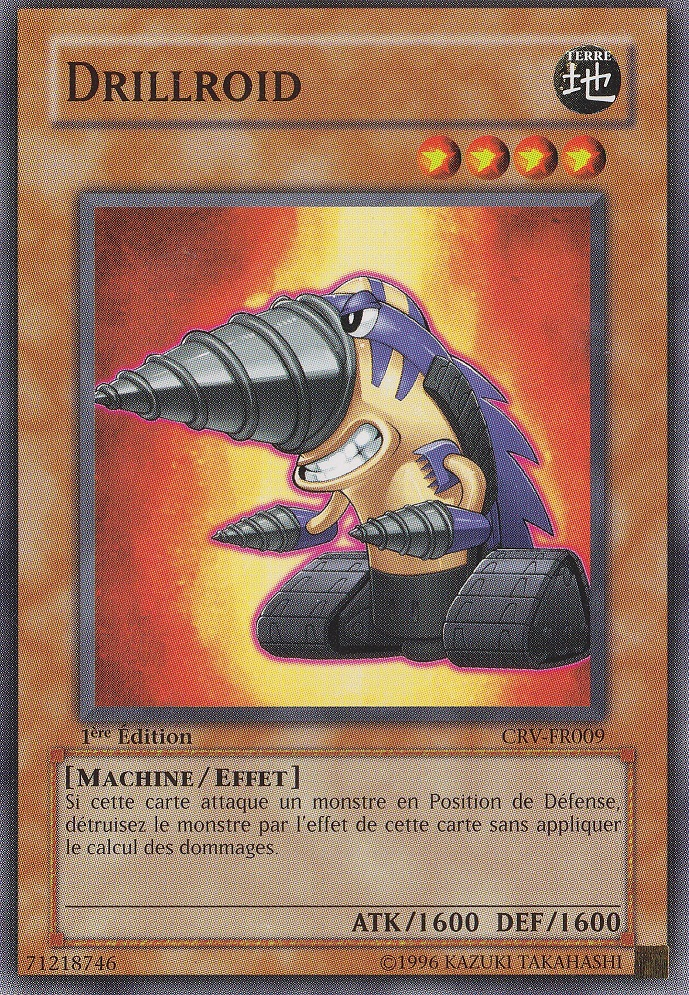 DRILLROID
TERRE
地
1ère Édition
CRV-FR009
[MACHINE/EFFET]
Si cette carte attaque un monstre en Position de Défense,
détruisez le monstre par l'effet de cette carte sans appliquer
le calcul des dommages.
ATK/1600 DEF/1600
71218746
©1996 KAZUKI TAKAHASHI